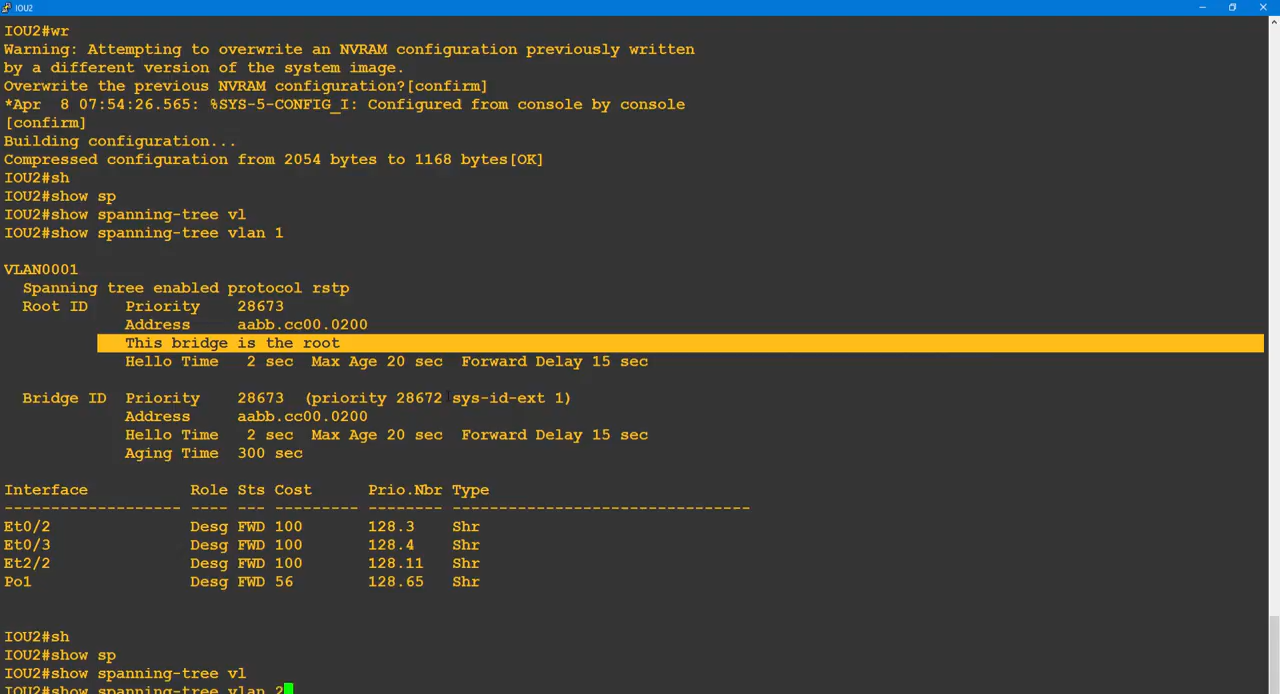 IOU2
IOU2#wr
Warning: Attempting to overwrite an NVRAM configuration previously written
by a different version of the system image.
Overwrite the previous NVRAM configuration?[confirm]
*Apr  8 07:54:26.565: %SYS-5-CONFIG_I: Configured from console by console
[confirm]
Building configuration...
Compressed configuration from 2054 bytes to 1168 bytes[OK]
IOU2#sh
IOU2#show sp
IOU2#show spanning-tree vl
IOU2#show spanning-tree vlan 1
VLAN0001
  Spanning tree enabled protocol rstp
  Root ID    Priority    28673
             Address     aabb.cc00.0200
             This bridge is the root
             Hello Time   2 sec  Max Age 20 sec  Forward Delay 15 sec
  Bridge ID  Priority    28673  (priority 28672 sys-id-ext 1)
             Address     aabb.cc00.0200
             Hello Time   2 sec  Max Age 20 sec  Forward Delay 15 sec
             Aging Time  300 sec
Interface           Role Sts Cost      Prio.Nbr Type
------------------- ---- --- --------- -------- --------------------------------
Et0/2               Desg FWD 100       128.3    Shr
Et0/3               Desg FWD 100       128.4    Shr
Et2/2               Desg FWD 100       128.11   Shr
Po1                 Desg FWD 56        128.65   Shr
IOU2#sh
IOU2#show sp
IOU2#show spanning-tree vl
IOU2#show spanning-tree vlan 2